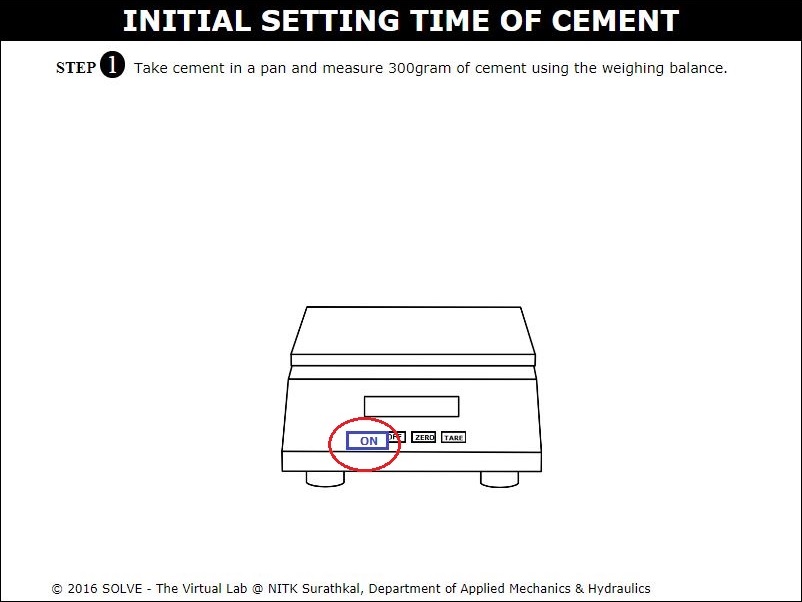 INITIAL SETTING TIME OF CEMENT
STEP 1 Take cement in a pan and measure 300gram of cement using the weighing balance.
ON OFF ZERO TARE
© 2016 SOLVE - The Virtual Lab @ NITK Surathkal, Department of Applied Mechanics & Hydraulics